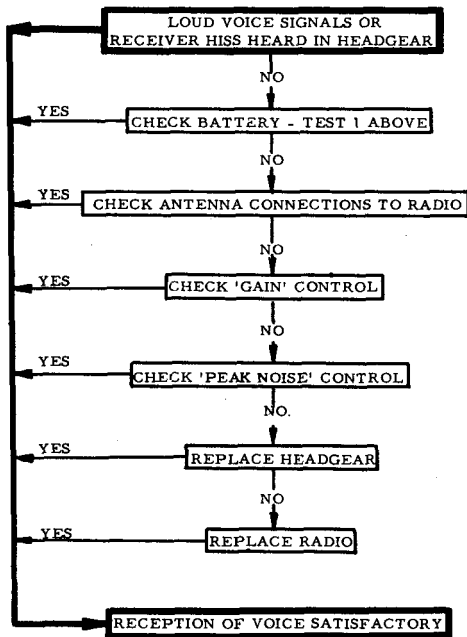 LOUD VOICE SIGNALS OR
RECEIVER HISS HEARD IN HEADGEAR
NO
YES
CHECK BATTERY - TEST 1 ABOVE
NO
YES
CHECK ANTENNA CONNECTIONS TO RADIO
NO
YES
CHECK 'GAIN' CONTROL
NO
YES
CHECK 'PEAK NOISE' CONTROL
NO.
YES
REPLACE HEADGEAR
NO
YES
REPLACE RADIO
RECEPTION OF VOICE SATISFACTORY